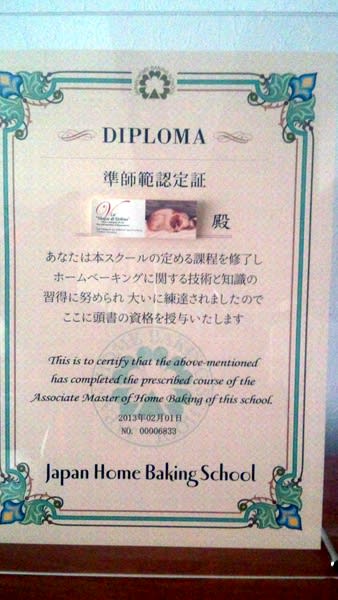 DIPLOMA
準師範認定証
殿
あなたは本スクールの定める課程を修了し
ホームベーキングに関する技術と知識の
習得に努められ 大いに練達されましたので
ここに頭書の資格を授与いたします
This is to certify that the above-mentioned
has completed the prescribed course of the
Associate Master of Home Baking of this school.
2013年02月01日
NO. 00006833
Japan Home Baking School